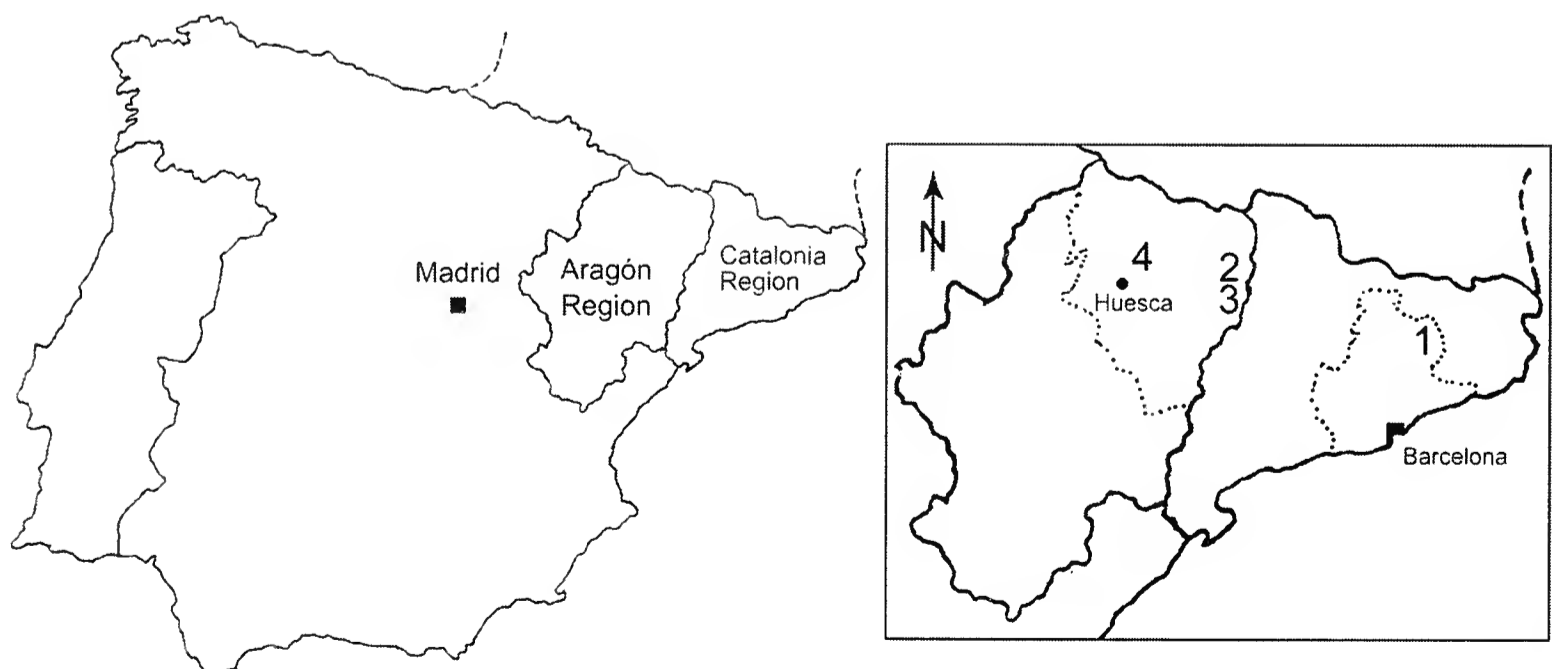 Madrid
Aragón
Region
Catalonia
Region
N
4
Huesca
2
3
1
Barcelona